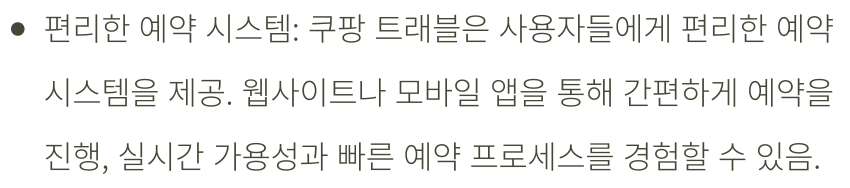 ● 편리한 예약 시스템: 쿠팡 트래블은 사용자들에게 편리한 예약
시스템을 제공. 웹사이트나 모바일 앱을 통해 간편하게 예약을
진행, 실시간 가용성과 빠른 예약 프로세스를 경험할 수 있음.